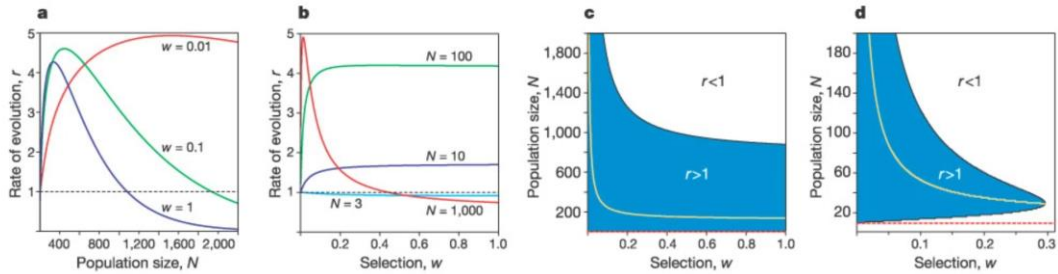 a
Rate of evolution, r
5
4
3
2
1
w = 0.01
w = 0.1
w = 1
400
800
1,200
1,600
2,200
Population size, N
b
Rate of evolution, r
5
4
3
2
1
N = 100
N = 10
N = 3
N = 1,000
0.2
0.4
0.6
0.8
1.0
Selection, w
c
Population size, N
1,800
1,400
1,000
600
200
r<1
r>1
0.2
0.4
0.6
0.8
1.0
Selection, w
d
Population size, N
180
140
100
60
20
r<1
r>1
0.1
0.2
0.3
Selection, w